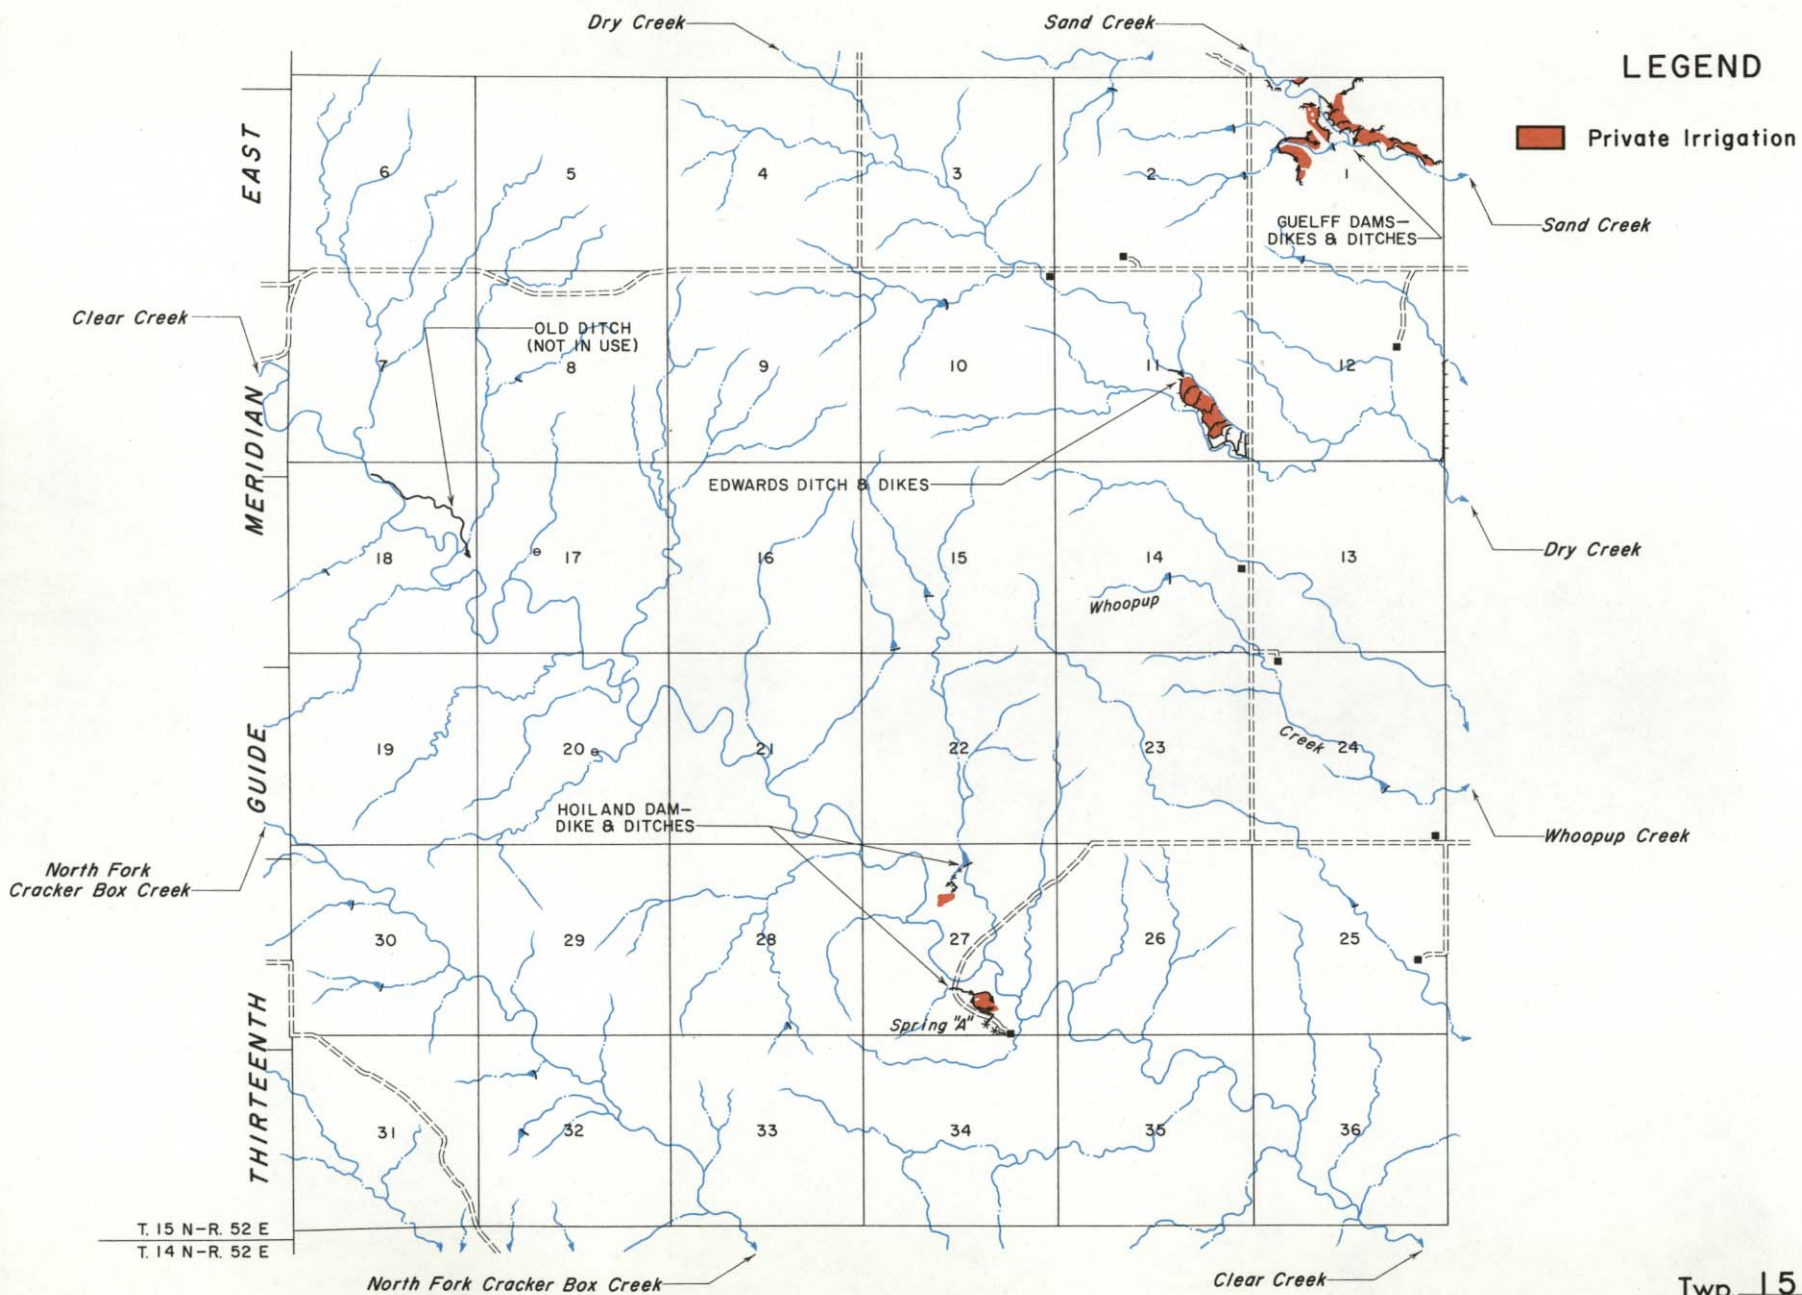 Dry Creek
Sand Creek
LEGEND
Private Irrigation
EAST
6
5
4
3
2
1
GUELFF DAMS–
DIKES & DITCHES
Sand Creek
Clear Creek
OLD DITCH
(NOT IN USE)
7
8
9
10
11
12
MERIDIAN
EDWARDS DITCH & DIKES
18
e
17
16
15
14
13
Dry Creek
Whoopup
19
20
e
21
22
23
Creek
24
GUIDE
HOILAND DAM–
DIKE & DITCHES
Whoopup Creek
North Fork
Cracker Box Creek
30
29
28
27
26
25
Spring "A"
THIRTEENTH
31
32
33
34
35
36
T. 15 N–R. 52 E
T. 14 N–R. 52 E
North Fork Cracker Box Creek
Clear Creek
Twp. 15